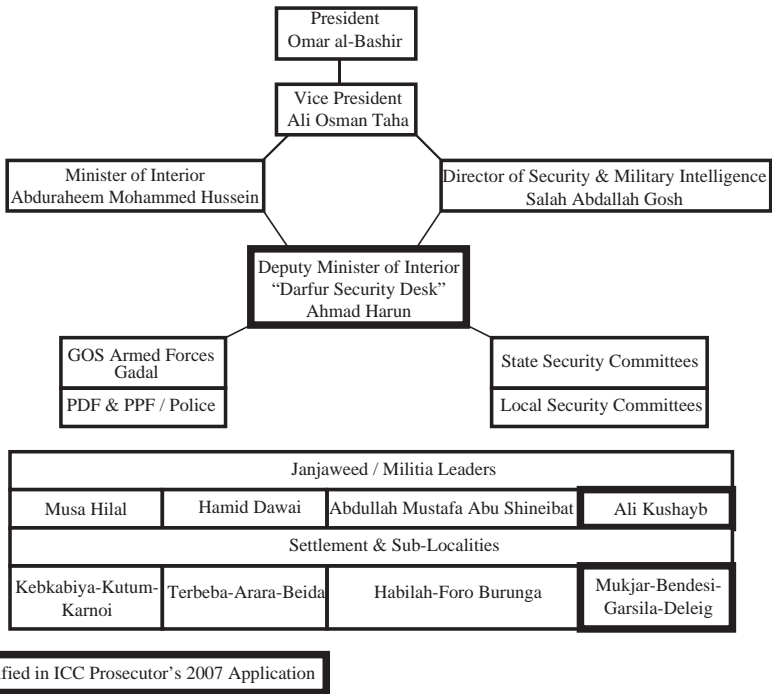 President
Omar al-Bashir
Vice President
Ali Osman Taha
Minister of Interior
Abduraheem Mohammed Hussein
Director of Security & Military Intelligence
Salah Abdallah Gosh
Deputy Minister of Interior
“Darfur Security Desk”
Ahmad Harun
GOS Armed Forces
Gadal
PDF & PPF / Police
State Security Committees
Local Security Committees
Janjaweed / Militia Leaders
Musa Hilal
Hamid Dawai
Abdullah Mustafa Abu Shineibat
Ali Kushayb
Settlement & Sub-Localities
Kebkabiya-Kutum-
Karnoi
Terbeba-Arara-Beida
Habilah-Foro Burunga
Mukjar-Bendesi-
Garsila-Deleig
in ICC Prosecutor’s 2007 Application